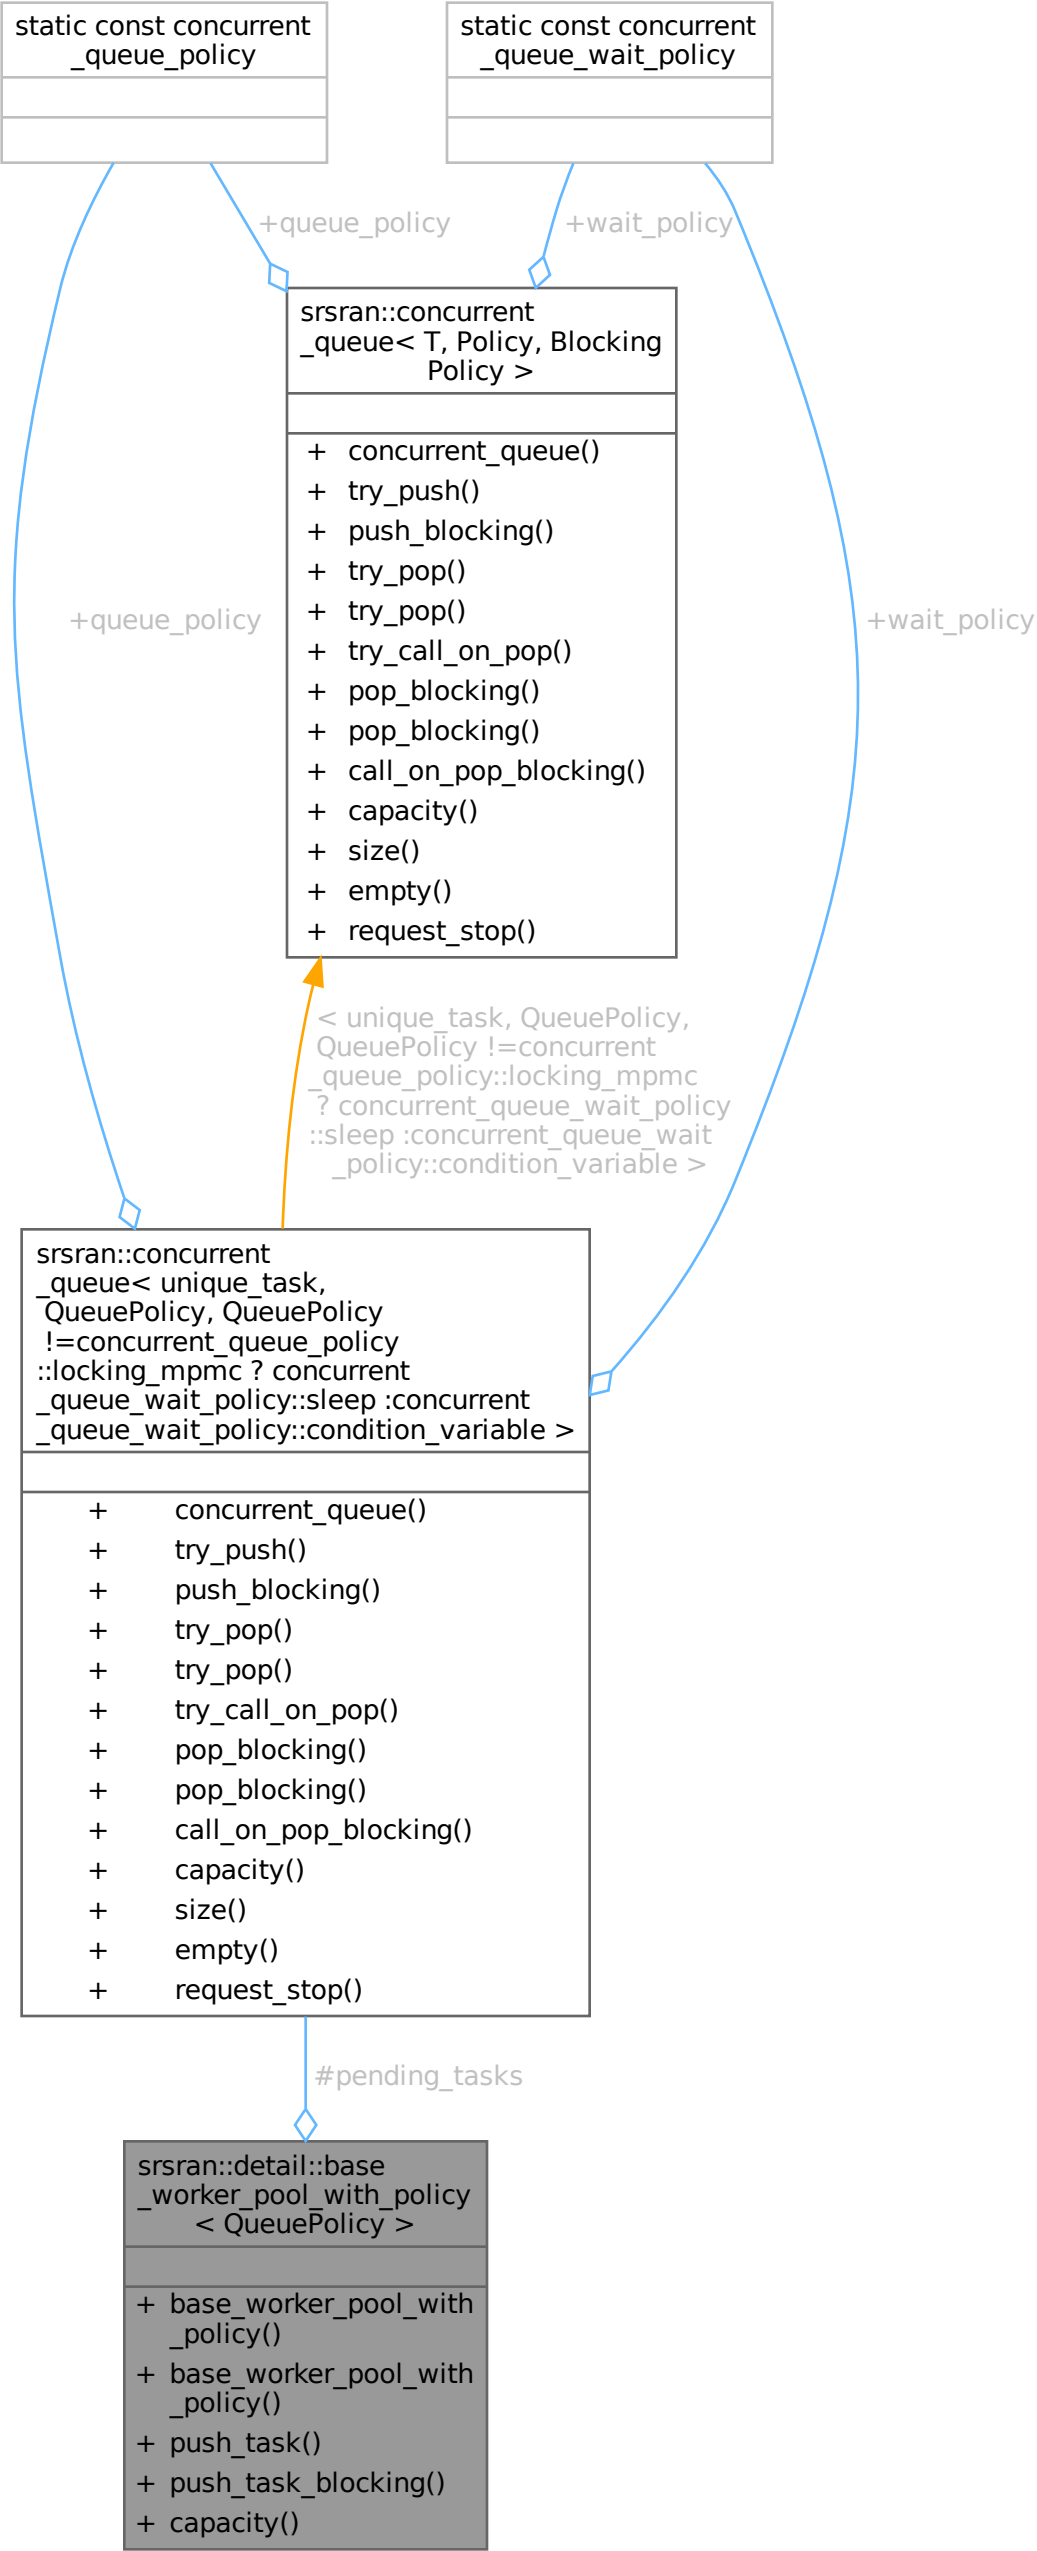 static const concurrent
_queue_policy
static const concurrent
_queue_wait_policy
+queue_policy
+wait_policy
srsran::concurrent
_queue< T, Policy, Blocking
Policy >
+ concurrent_queue()
+ try_push()
+ push_blocking()
+ try_pop()
+ try_pop()
+ try_call_on_pop()
+ pop_blocking()
+ pop_blocking()
+ call_on_pop_blocking()
+ capacity()
+ size()
+ empty()
+ request_stop()
+queue_policy
+wait_policy
< unique_task, QueuePolicy,
QueuePolicy !=concurrent
_queue_policy::locking_mpmc
? concurrent_queue_wait_policy
::sleep :concurrent_queue_wait
_policy::condition_variable >
srsran::concurrent
_queue< unique_task,
QueuePolicy, QueuePolicy
!=concurrent_queue_policy
::locking_mpmc ? concurrent
_queue_wait_policy::sleep :concurrent
_queue_wait_policy::condition_variable >
+ concurrent_queue()
+ try_push()
+ push_blocking()
+ try_pop()
+ try_pop()
+ try_call_on_pop()
+ pop_blocking()
+ pop_blocking()
+ call_on_pop_blocking()
+ capacity()
+ size()
+ empty()
+ request_stop()
#pending_tasks
srsran::detail::base
_worker_pool_with_policy
< QueuePolicy >
+ base_worker_pool_with
_policy()
+ base_worker_pool_with
_policy()
+ push_task()
+ push_task_blocking()
+ capacity()